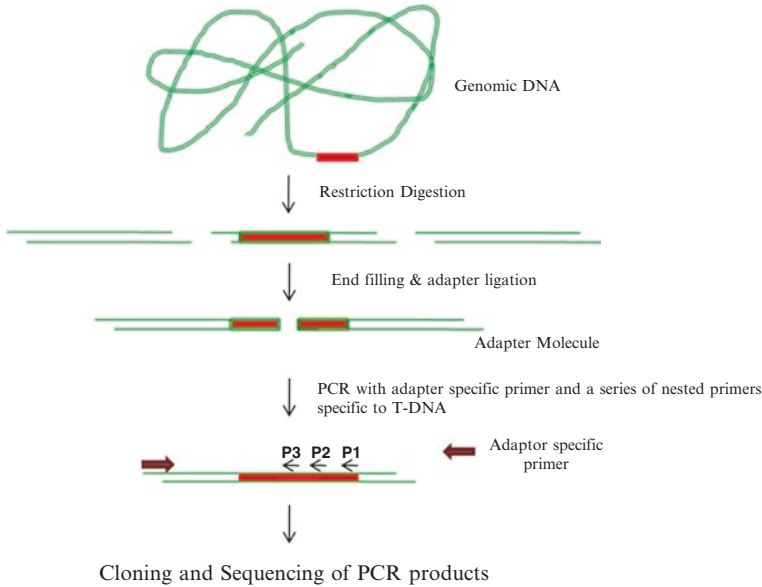 Genomic DNA
Restriction Digestion
End filling & adapter ligation
Adapter Molecule
PCR with adapter specific primer and a series of nested primers
specific to T-DNA
P3 P2 P1
Adaptor specific
primer
Cloning and Sequencing of PCR products